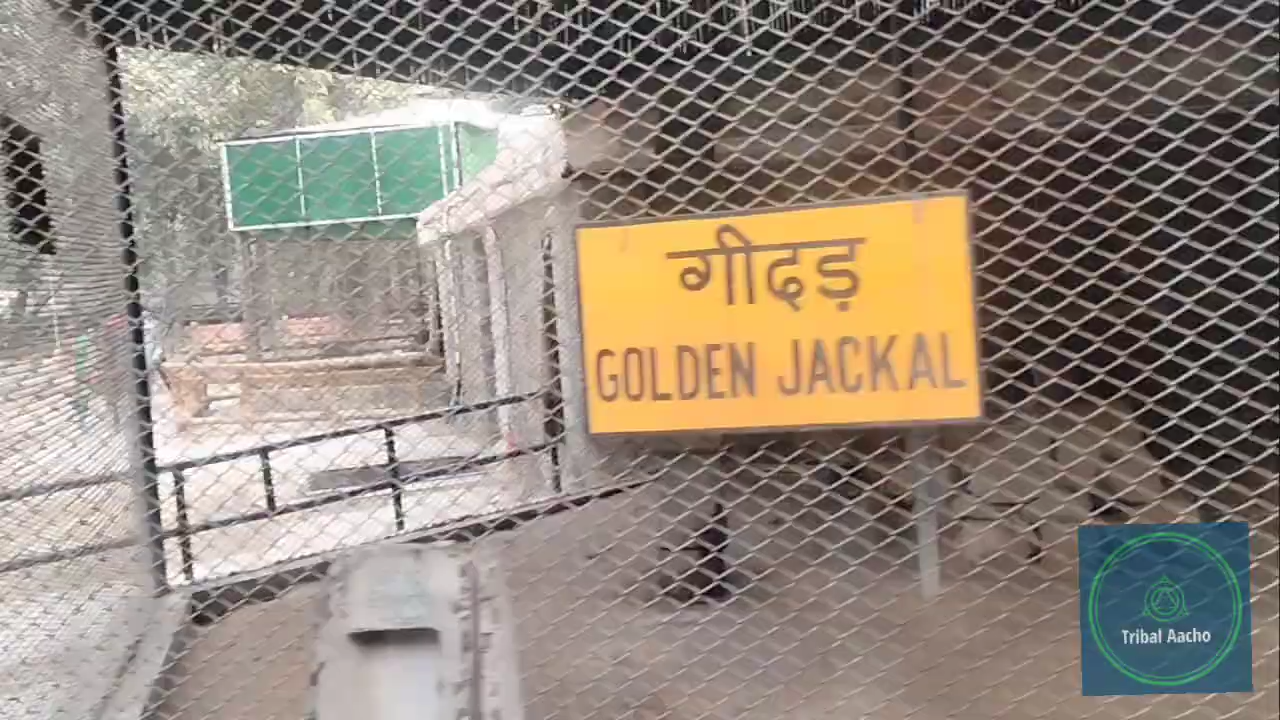 गीदड़
GOLDEN JACKAL
Tribal Aacho